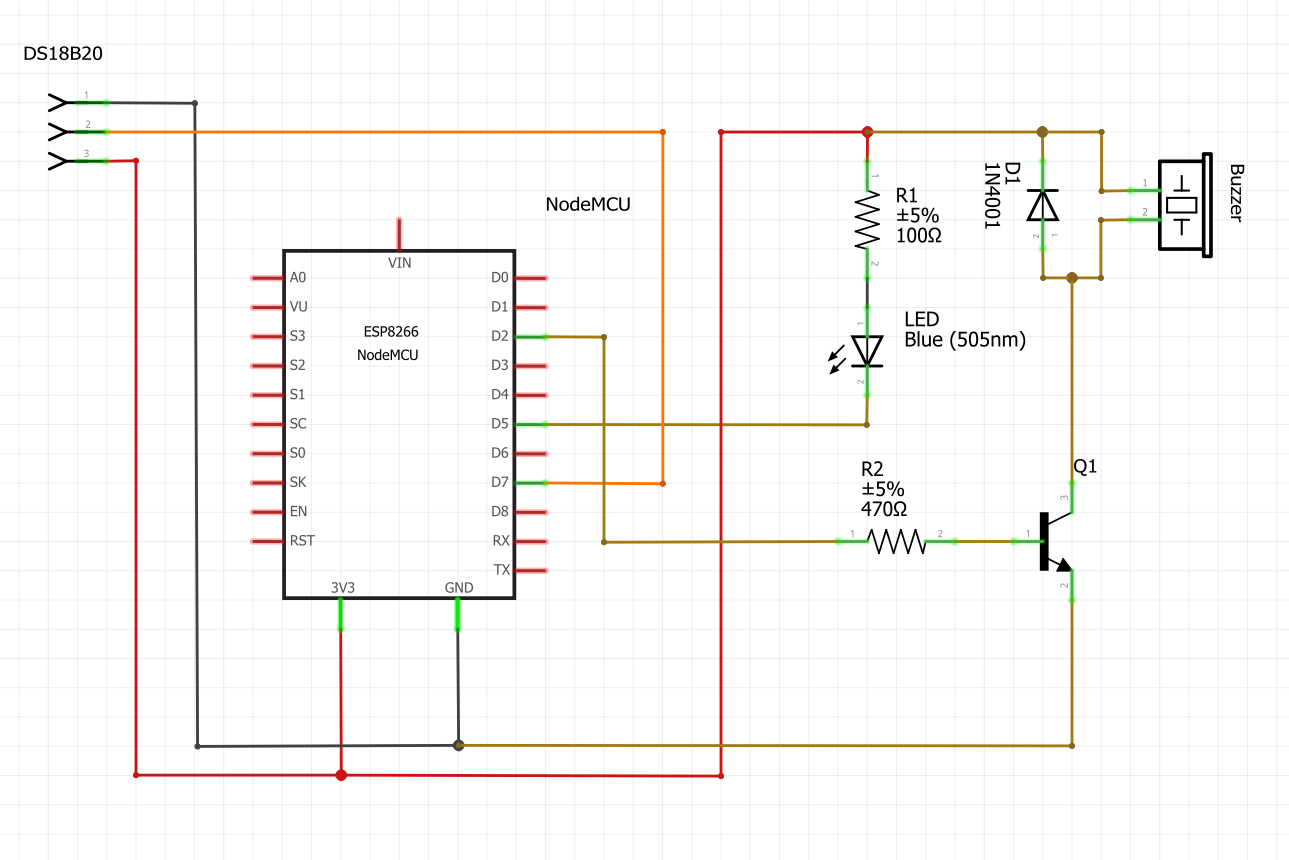 DS18B20
1
2
3
NodeMCU
VIN
A0
VU
S3
S2
S1
SC
S0
SK
EN
RST
ESP8266
NodeMCU
D0
D1
D2
D3
D4
D5
D6
D7
D8
RX
TX
3V3
GND
1
R1
±5%
100Ω
2
1
LED
Blue (505nm)
2
D1
1N4001
2
1
1
2
Buzzer
R2
±5%
470Ω
1
2
Q1
3
1
2